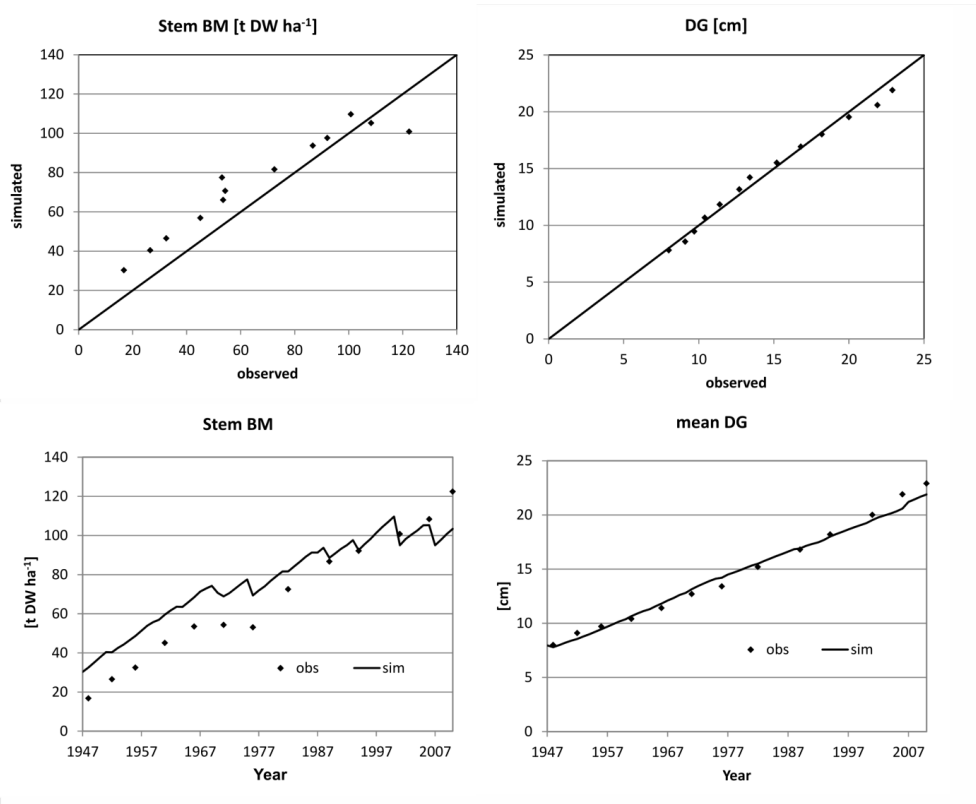 Stem BM [t DW ha⁻¹]
140
120
100
80
60
40
20
0
simulated
0 20 40 60 80 100 120 140
observed
DG [cm]
25
20
15
10
5
0
simulated
0 5 10 15 20 25
observed
Stem BM
140
120
100
80
60
40
20
0
[t DW ha⁻¹]
obs sim
1947 1957 1967 1977 1987 1997 2007
Year
mean DG
25
20
15
10
5
0
[cm]
obs sim
1947 1957 1967 1977 1987 1997 2007
Year